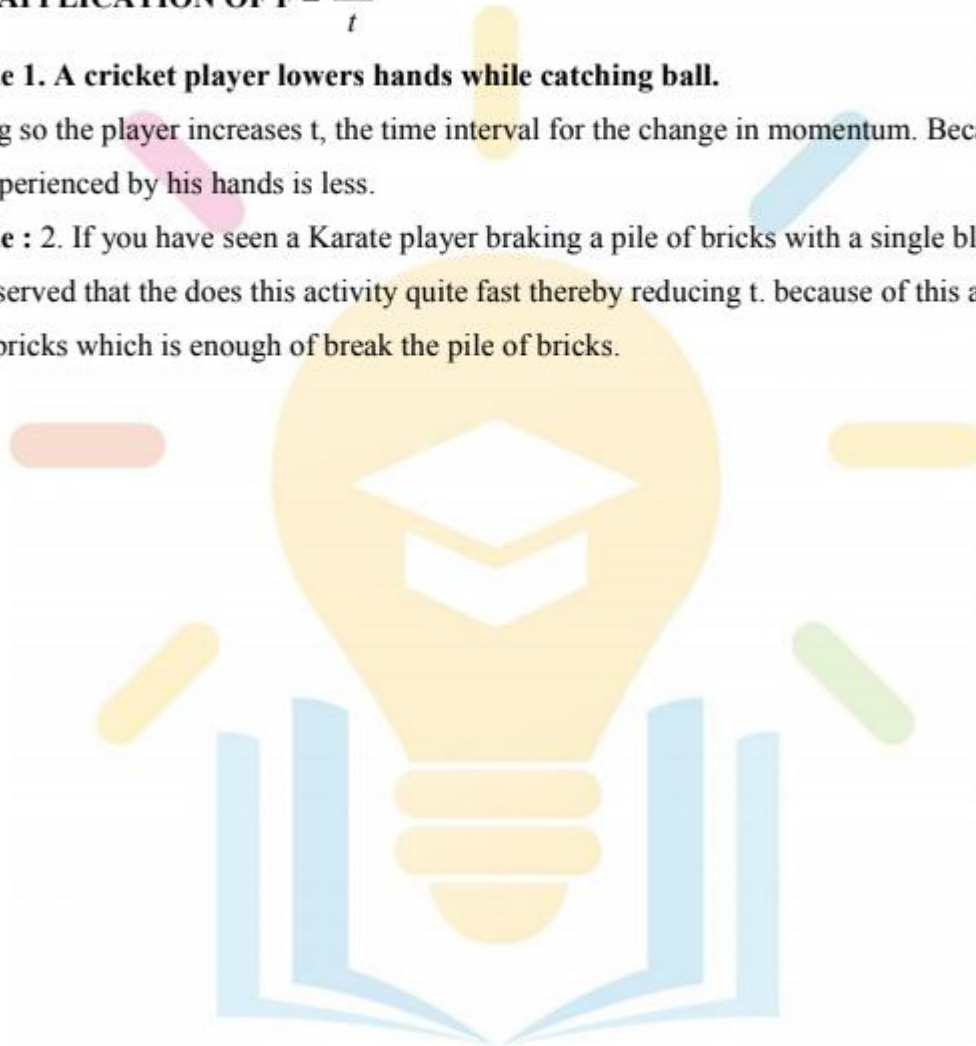 APPLICATION OF F =
t
e 1. A cricket player lowers hands while catching ball.
g so the player increases t, the time interval for the change in momentum. Bec
perienced by his hands is less.
e : 2. If you have seen a Karate player braking a pile of bricks with a single bl
served that the does this activity quite fast thereby reducing t. because of this a
bricks which is enough of break the pile of bricks.